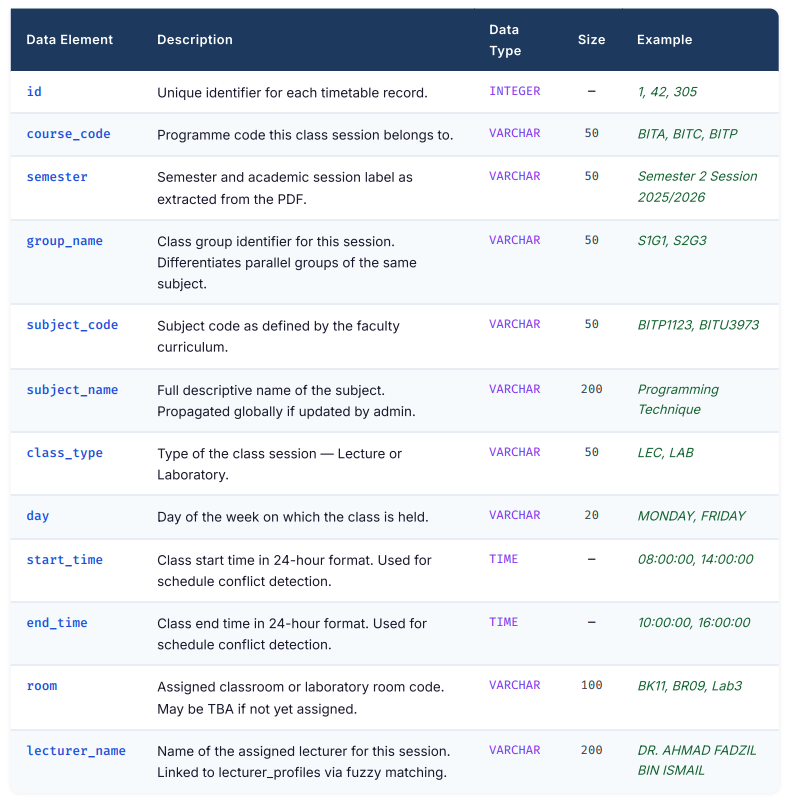 Data Element Description Data Type Size Example
id Unique identifier for each timetable record. INTEGER – 1, 42, 305
course_code Programme code this class session belongs to. VARCHAR 50 BITA, BITC, BITP
semester Semester and academic session label as VARCHAR 50 Semester 2 Session
extracted from the PDF. 2025/2026
group_name Class group identifier for this session. VARCHAR 50 S1G1, S2G3
Differentiates parallel groups of the same
subject.
subject_code Subject code as defined by the faculty VARCHAR 50 BITP1123, BITU3973
curriculum.
subject_name Full descriptive name of the subject. VARCHAR 200 Programming
Propagated globally if updated by admin. Technique
class_type Type of the class session — Lecture or VARCHAR 50 LEC, LAB
Laboratory.
day Day of the week on which the class is held. VARCHAR 20 MONDAY, FRIDAY
start_time Class start time in 24-hour format. Used for TIME – 08:00:00, 14:00:00
schedule conflict detection.
end_time Class end time in 24-hour format. Used for TIME – 10:00:00, 16:00:00
schedule conflict detection.
room Assigned classroom or laboratory room code. VARCHAR 100 BK11, BR09, Lab3
May be TBA if not yet assigned.
lecturer_name Name of the assigned lecturer for this session. VARCHAR 200 DR. AHMAD FADZIL
Linked to lecturer_profiles via fuzzy matching. BIN ISMAIL